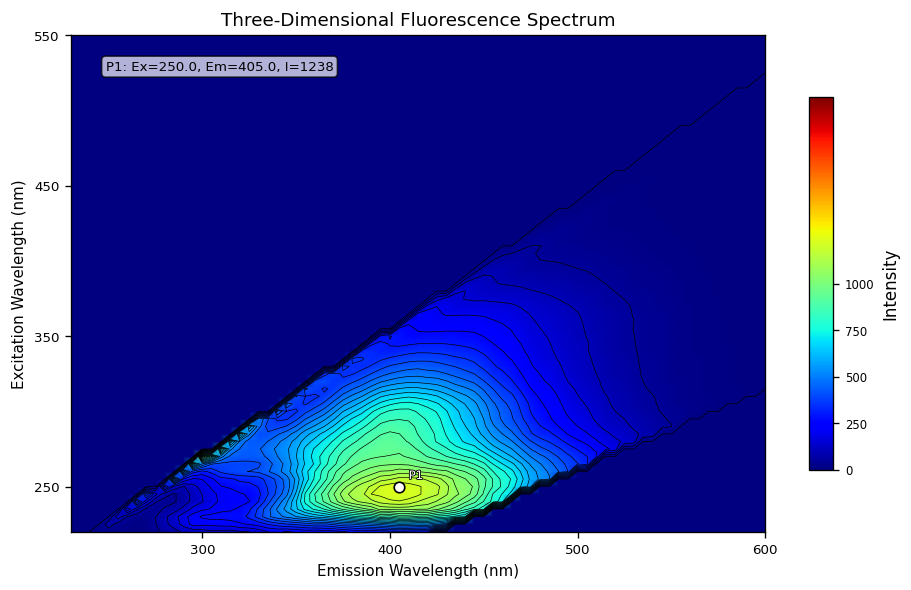 Three-Dimensional Fluorescence Spectrum
P1: Ex=250.0, Em=405.0, I=1238
P1
550
450
350
250
Excitation Wavelength (nm)
300
400
500
600
Emission Wavelength (nm)
1000
750
500
250
0
Intensity